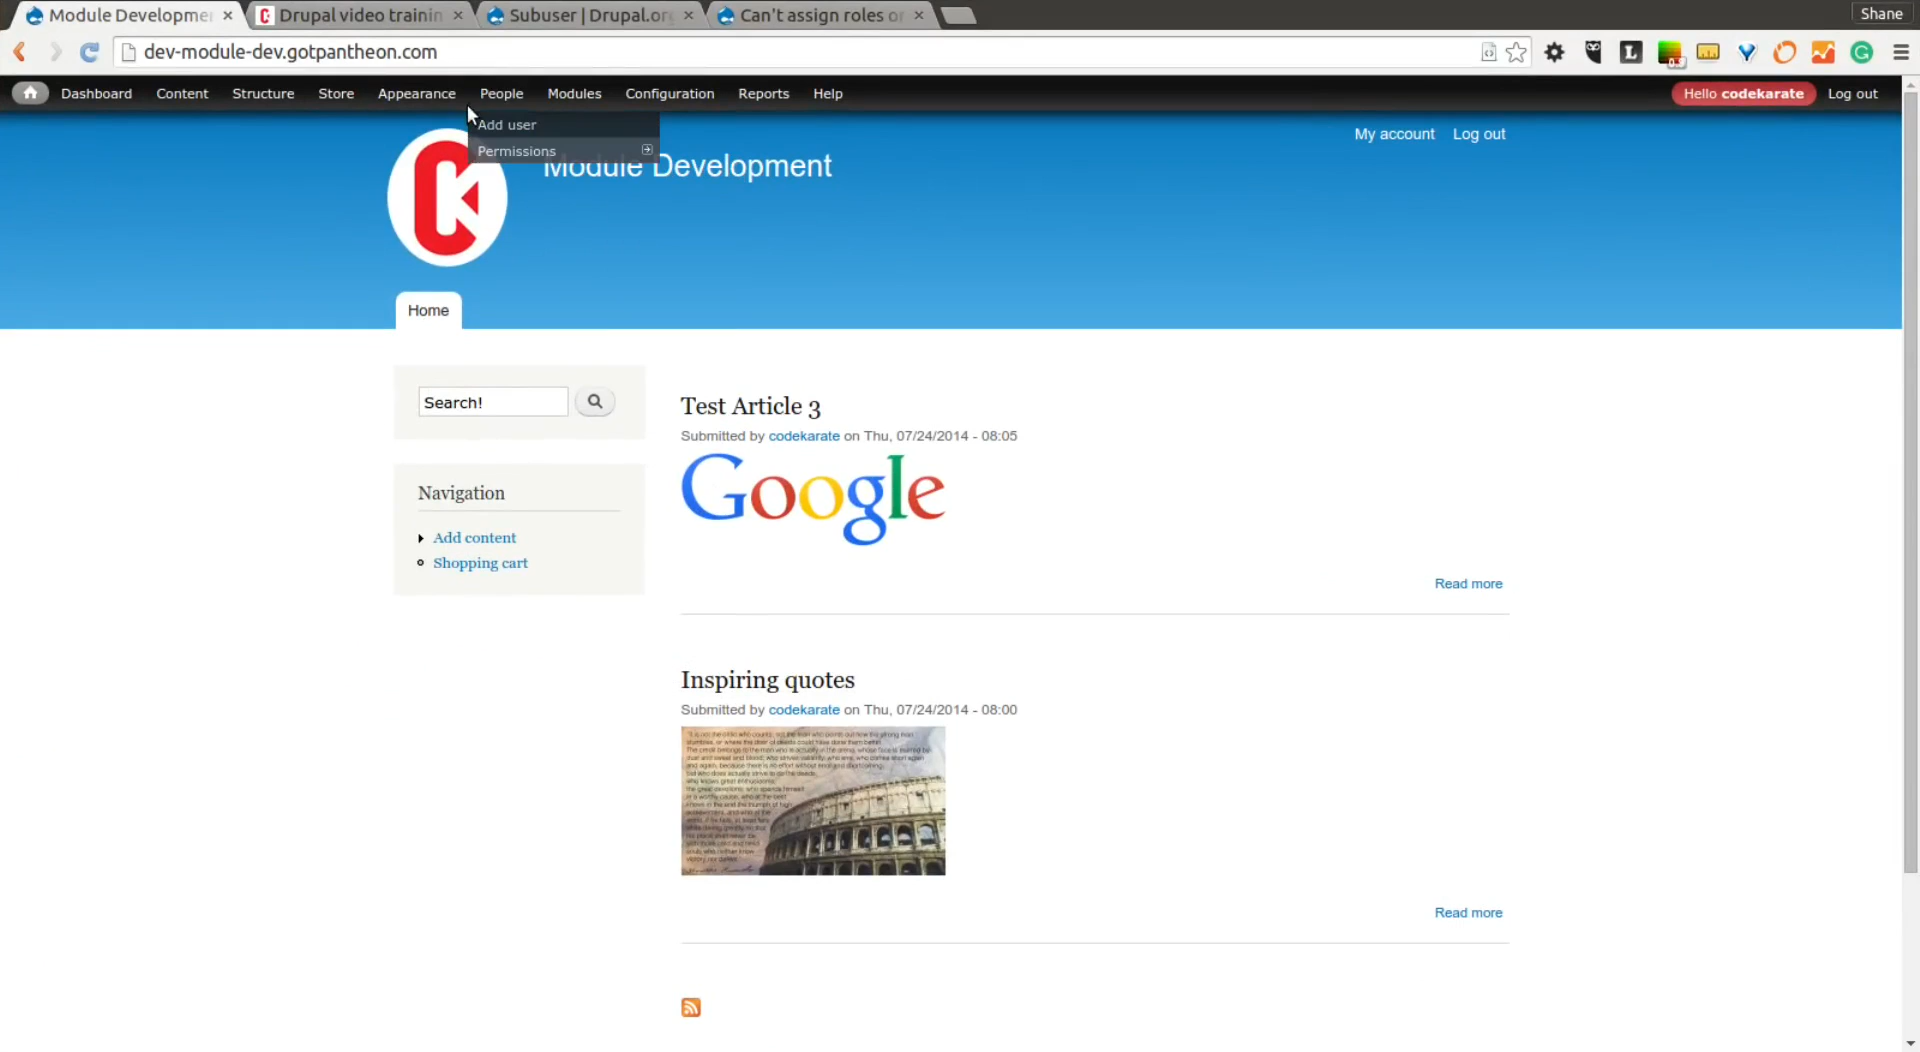 Module Developme
Drupal video trainin
Subuser | Drupal.or
Can't assign roles or
Shane
dev-module-dev.gotpantheon.com
Dashboard Content Structure Store Appearance People Modules Configuration Reports Help
Hello codekarate Log out
Add user
Permissions
My account Log out
Module Development
Home
Search!
Navigation
Add content
Shopping cart
Test Article 3
Submitted by codekarate on Thu, 07/24/2014 - 08:05
Google
Read more
Inspiring quotes
Submitted by codekarate on Thu, 07/24/2014 - 08:00
Read more